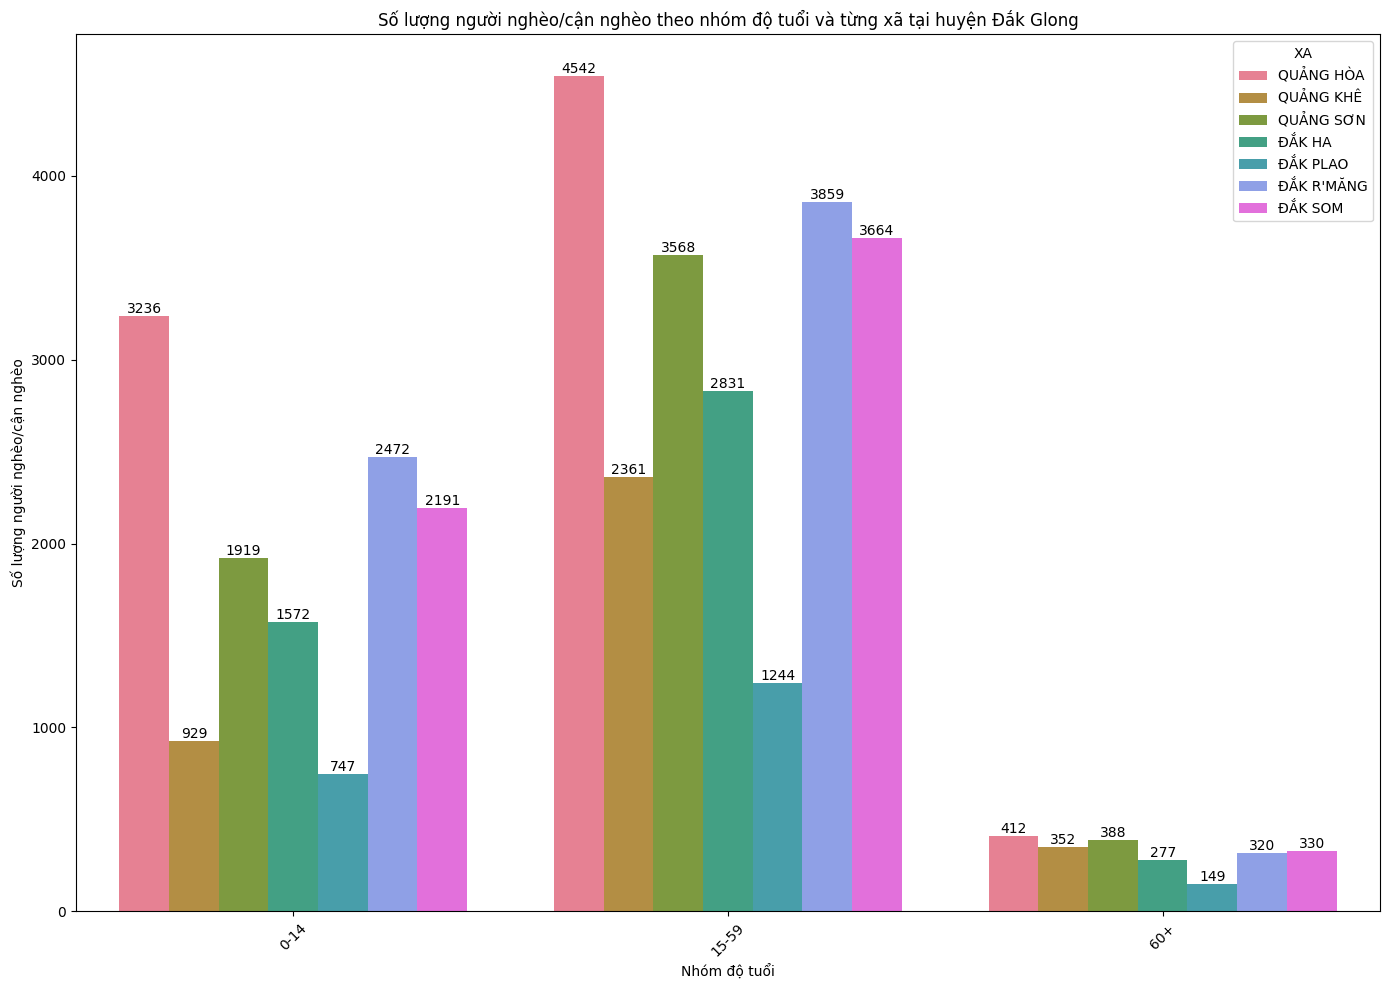 Số lượng người nghèo/cận nghèo theo nhóm độ tuổi và từng xã tại huyện Đắk Glong
XA
QUẢNG HÒA
QUẢNG KHÊ
QUẢNG SƠN
ĐẮK HA
ĐẮK PLAO
ĐẮK R'MĂNG
ĐẮK SOM
Số lượng người nghèo/cận nghèo
4000
3000
2000
1000
0
3236
929
1919
1572
747
2472
2191
4542
2361
3568
2831
1244
3859
3664
412
352
388
277
149
320
330
0-14
15-59
60+
Nhóm độ tuổi